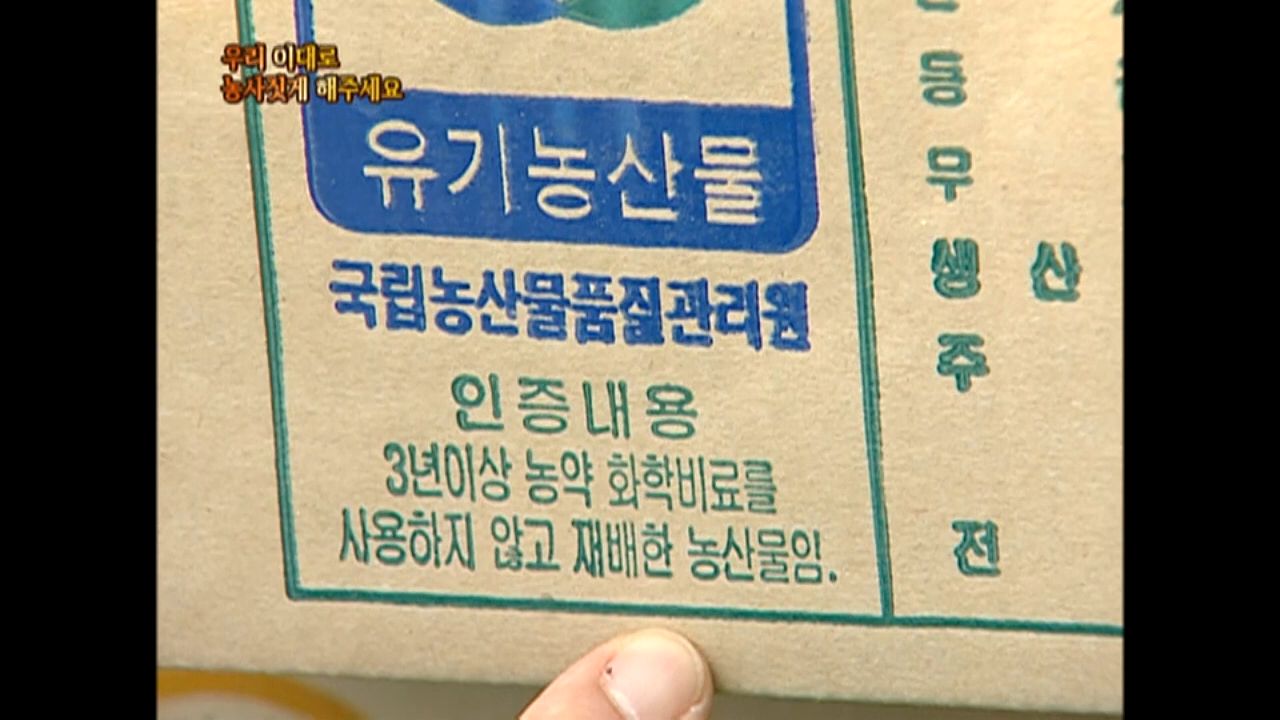 우리 이대로
농사짓게 해주세요
유기농산물
국립농산물품질관리원
인증내용
3년이상 농약 화학비료를
사용하지 않고 재배한 농산물임.
등
무
생 산
주
전